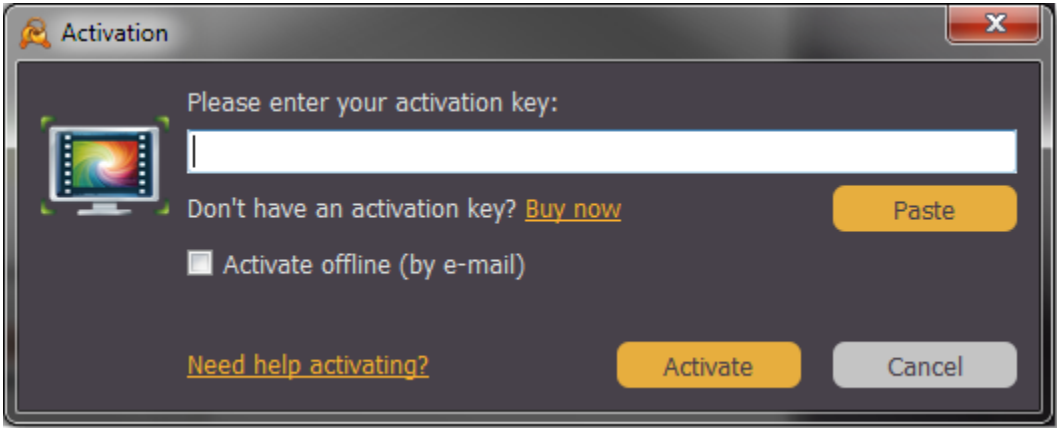 Activation
Please enter your activation key:
Don't have an activation key? Buy now
Paste
Activate offline (by e-mail)
Need help activating?
Activate
Cancel